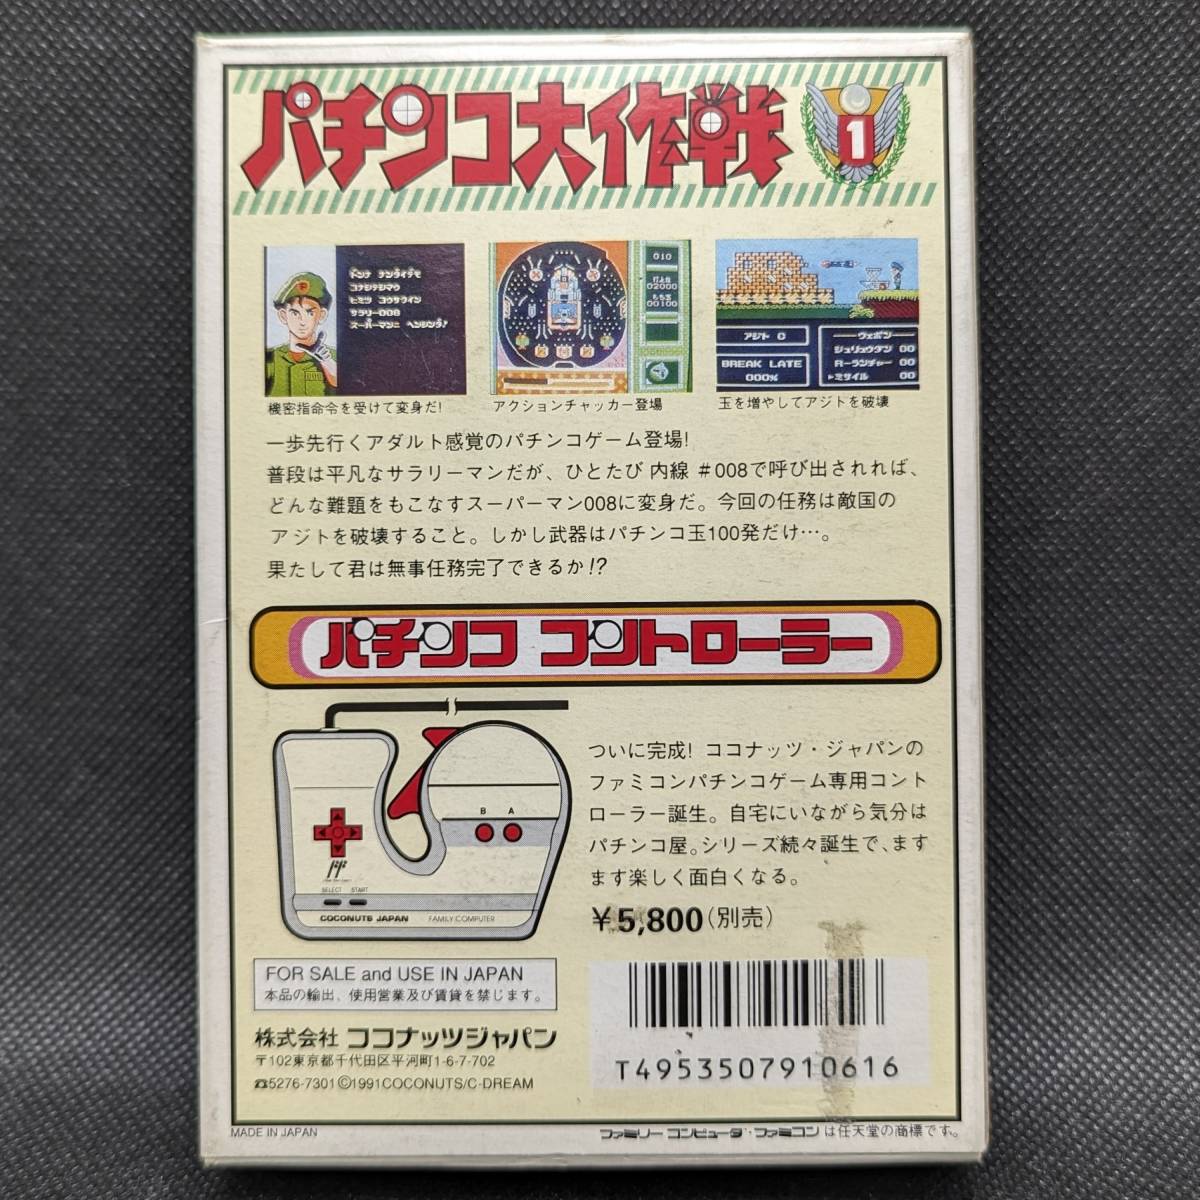 パチンコ大作戦
1
ドンナ ナンダイデモ
コナシテシマウ
ヒミツ コウサクイン
サラリー008
スーパーマンニ ヘンシンダ!
010
02000
00100
アジト 0
BREAK LATE
000%
ウェポン
シュリュウダン 00
Rーランチャー 00
▶ミサイル 00
機密指命令を受けて変身だ!
アクションチャッカー登場
玉を増やしてアジトを破壊
一歩先行くアダルト感覚のパチンコゲーム登場!
普段は平凡なサラリーマンだが、ひとたび 内線 #008で呼び出されれば、
どんな難題をもこなすスーパーマン008に変身だ。今回の任務は敵国の
アジトを破壊すること。しかし武器はパチンコ玉100発だけ…。
果たして君は無事任務完了できるか!?
パチンコ コントローラー
B A
SELECT START
COCONUTS JAPAN FAMILY COMPUTER
ついに完成! ココナッツ・ジャパンの
ファミコンパチンコゲーム専用コント
ローラー誕生。自宅にいながら気分は
パチンコ屋。シリーズ続々誕生で、ます
ます楽しく面白くなる。
¥5,800(別売)
FOR SALE and USE IN JAPAN
本品の輸出、使用営業及び賃貸を禁じます。
株式会社 ココナッツジャパン
〒102東京都千代田区平河町1-6-7-702
☎5276-7301©1991COCONUTS/C-DREAM
T4953507910616
MADE IN JAPAN
ファミリーコンピュータ・ファミコンは任天堂の商標です。